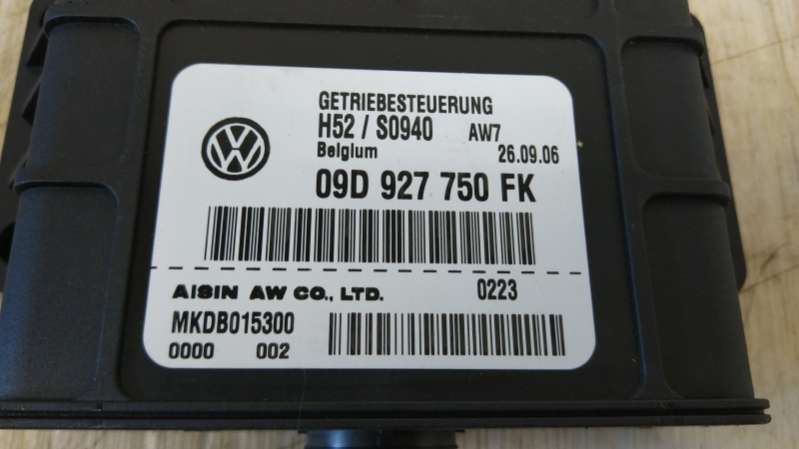 GETRIEBESTEUERUNG
H52 / S0940 AW7
Belgium 26.09.06
09D 927 750 FK
AISIN AW CO., LTD. 0223
MKDB015300
0000 002